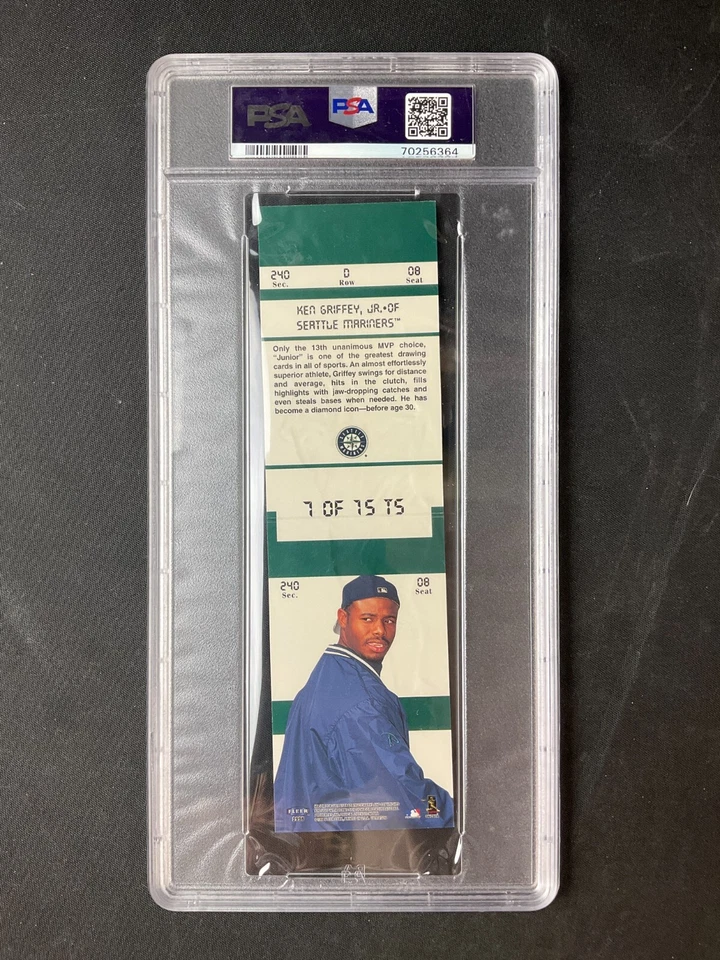 PSA
PSA
70256364
240 0 08
Sec. Row Seat
KEN GRIFFEY, JR.•OF
SEATTLE MARINERS™
Only the 13th unanimous MVP choice,
"Junior" is one of the greatest drawing
cards in all of sports. An almost effortlessly
superior athlete, Griffey swings for distance
and average, hits in the clutch, fills
highlights with jaw-dropping catches and
even steals bases when needed. He has
become a diamond icon—before age 30.
SEATTLE
MARINERS
7 OF 75 TS
240 08
Sec. Seat
FLEER